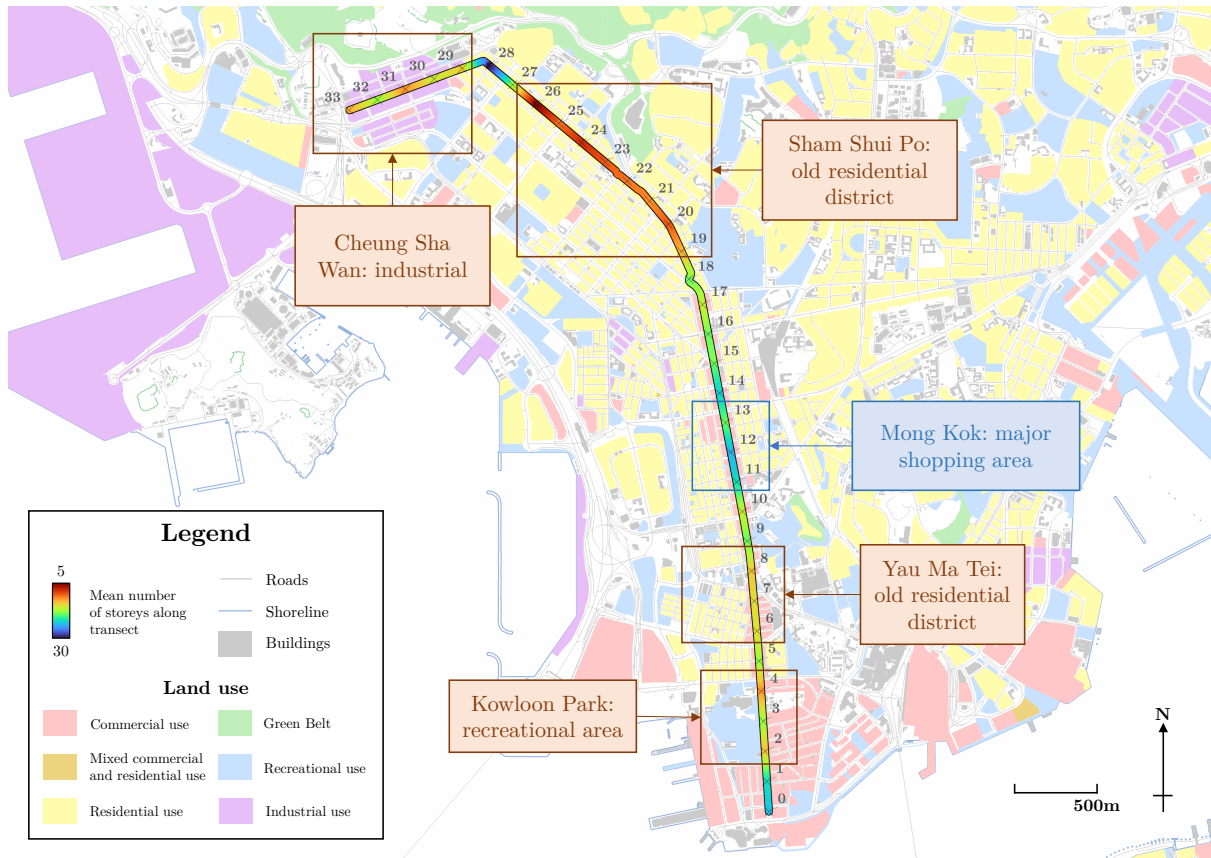 28
29
30
31
32
33
27
26
25
24
23
22
21
20
19
18
17
16
15
14
13
12
11
10
9
8
7
6
5
4
3
2
1
0
Sham Shui Po:
old residential
district
Cheung Sha
Wan: industrial
Mong Kok: major
shopping area
Yau Ma Tei:
old residential
district
Kowloon Park:
recreational area
Legend
5
30
Mean number
of storeys along
transect
Roads
Shoreline
Buildings
Land use
Commercial use
Mixed commercial
and residential use
Residential use
Green Belt
Recreational use
Industrial use
N
500m